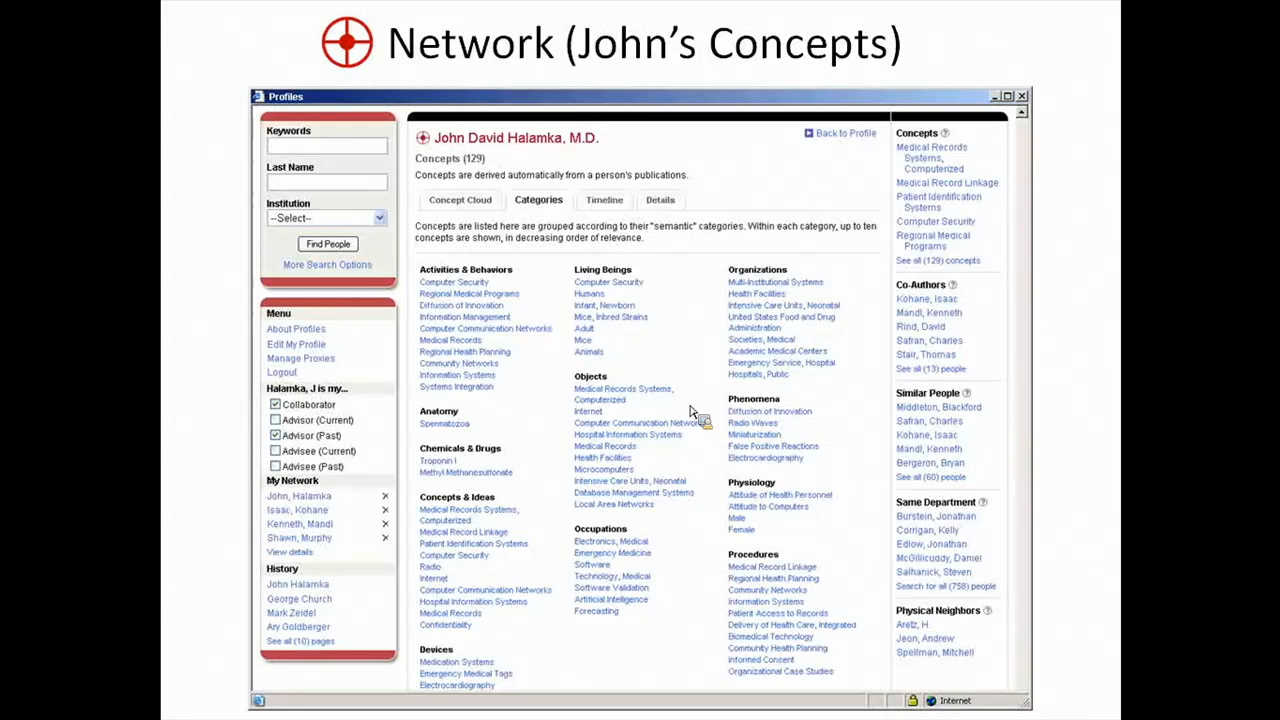 Network (John's Concepts)
Profiles
Keywords
Last Name
Institution
--Select--
Find People
More Search Options
Menu
About Profiles
Edit My Profile
Manage Proxies
Logout
Halamka, J is my...
Collaborator
Advisor (Current)
Advisor (Past)
Advisee (Current)
Advisee (Past)
My Network
John, Halamka
Isaac, Kohane
Kenneth, Mandl
Shawn, Murphy
View details
History
John Halamka
George Church
Mark Zeidel
Ary Goldberger
See all (10) pages
John David Halamka, M.D.
Back to Profile
Concepts (129)
Concepts are derived automatically from a person's publications.
Concept Cloud
Categories
Timeline
Details
Concepts are listed here are grouped according to their "semantic" categories. Within each category, up to ten
concepts are shown, in decreasing order of relevance.
Activities & Behaviors
Computer Security
Regional Medical Programs
Diffusion of Innovation
Information Management
Computer Communication Networks
Medical Records
Regional Health Planning
Community Networks
Information Systems
Systems Integration
Anatomy
Spermatozoa
Chemicals & Drugs
Troponin I
Methyl Methanesulfonate
Concepts & Ideas
Medical Records Systems,
Computerized
Medical Record Linkage
Patient Identification Systems
Computer Security
Radio
Internet
Computer Communication Networks
Hospital Information Systems
Medical Records
Confidentiality
Devices
Medication Systems
Emergency Medical Tags
Electrocardiography
Living Beings
Computer Security
Humans
Infant, Newborn
Mice, Inbred Strains
Adult
Mice
Animals
Objects
Medical Records Systems,
Computerized
Internet
Computer Communication
Hospital Information Systems
Medical Records
Health Facilities
Microcomputers
Intensive Care Units, Neonatal
Database Management Systems
Local Area Networks
Occupations
Electronics, Medical
Emergency Medicine
Software
Technology, Medical
Software Validation
Artificial Intelligence
Forecasting
Organizations
Multi-Institutional Systems
Health Facilities
Intensive Care Units, Neonatal
United States Food and Drug
Administration
Societies, Medical
Academic Medical Centers
Emergency Service, Hospital
Hospitals, Public
Phenomena
Diffusion of Innovation
Radio Waves
Miniaturization
False Positive Reactions
Electrocardiography
Physiology
Attitude of Health Personnel
Attitude to Computers
Male
Female
Procedures
Medical Record Linkage
Regional Health Planning
Community Networks
Information Systems
Patient Access to Records
Delivery of Health Care, Integrated
Biomedical Technology
Community Health Planning
Informed Consent
Organizational Case Studies
Concepts
Medical Records
Systems,
Computerized
Medical Record Linkage
Patient Identification
Systems
Computer Security
Regional Medical
Programs
See all (129) concepts
Co-Authors
Kohane, Isaac
Mandl, Kenneth
Rind, David
Safran, Charles
Stair, Thomas
See all (13) people
Similar People
Middleton, Blackford
Safran, Charles
Kohane, Isaac
Mandl, Kenneth
Bergeron, Bryan
See all (60) people
Same Department
Burstein, Jonathan
Corrigan, Kelly
Edlow, Jonathan
McGillicuddy, Daniel
Salhanick, Steven
Search for all (758) people
Physical Neighbors
Aretz, H.
Jeon, Andrew
Spellman, Mitchell
Internet